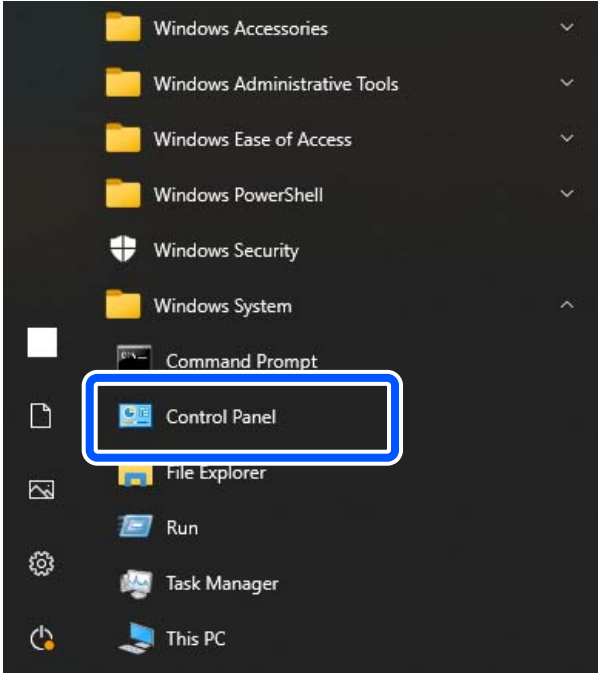 Windows Accessories
Windows Administrative Tools
Windows Ease of Access
Windows PowerShell
Windows Security
Windows System
Command Prompt
Control Panel
File Explorer
Run
Task Manager
This PC